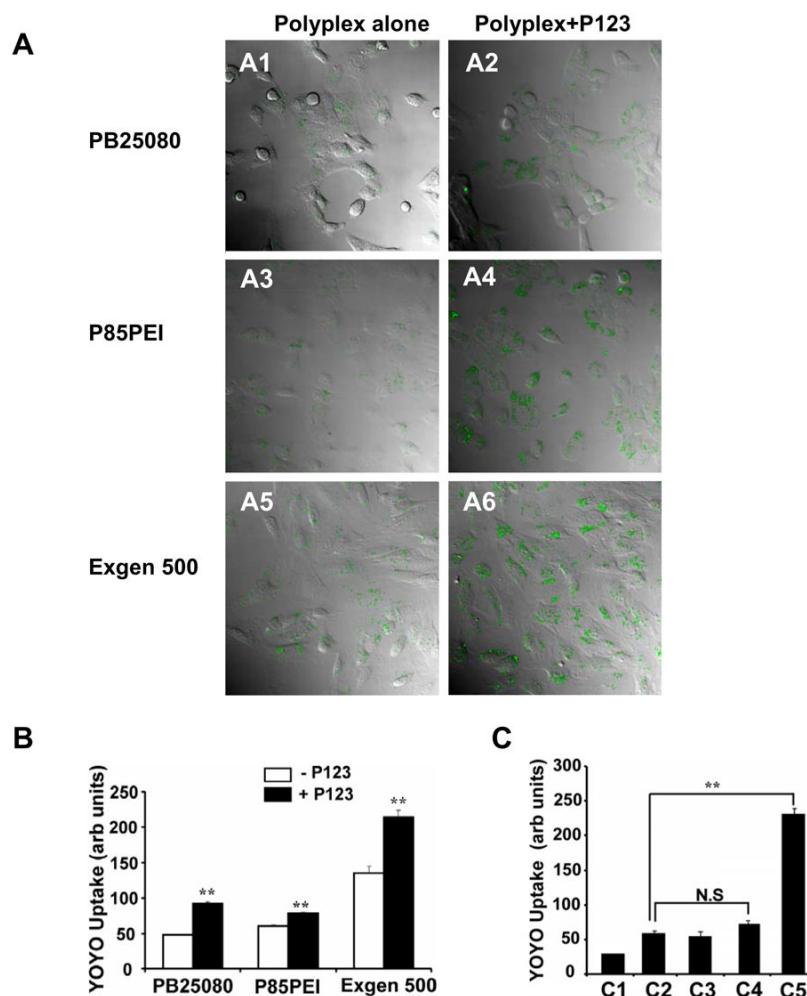 Polyplex alone Polyplex+P123
A
A1 A2
PB25080
A3 A4
P85PEI
A5 A6
Exgen 500
B
YOYO Uptake (arb units)
250
200
150
100
50
0
- P123
+ P123
**
**
**
PB25080 P85PEI Exgen 500
C
YOYO Uptake (arb units)
300
250
200
150
100
50
0
**
N.S
C1 C2 C3 C4 C5